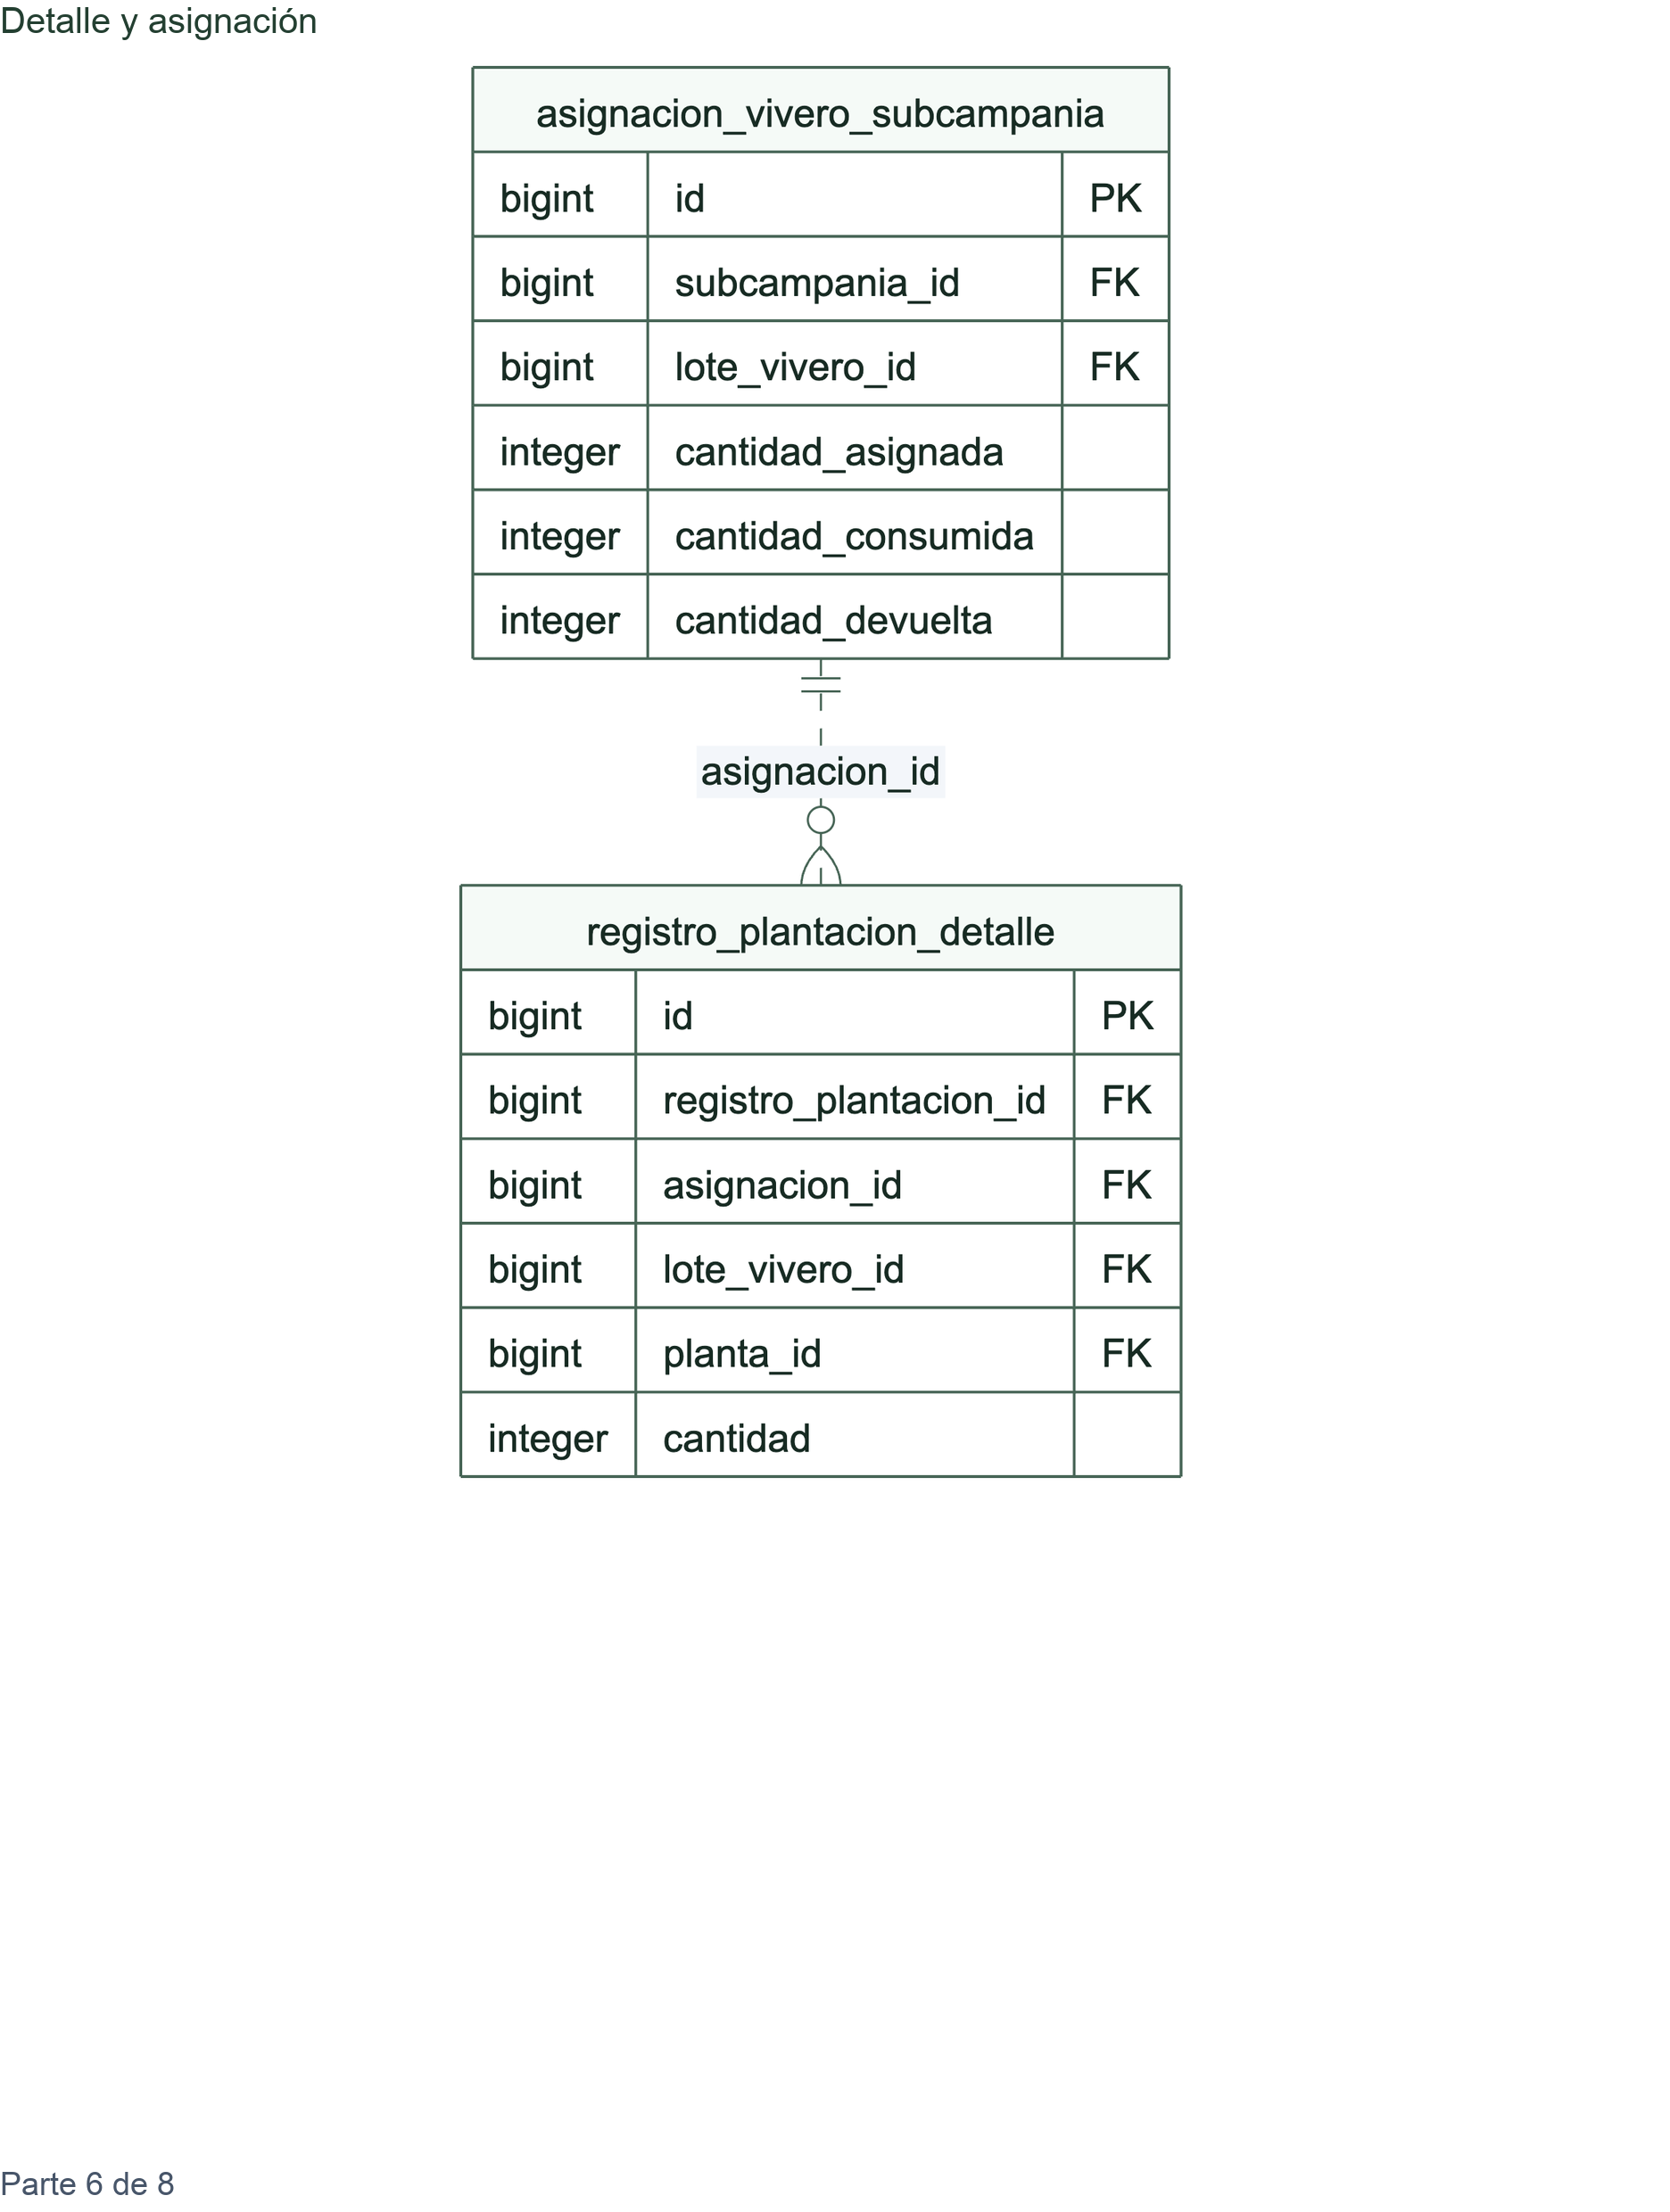 Detalle y asignación
asignacion_vivero_subcampania
bigint id PK
bigint subcampania_id FK
bigint lote_vivero_id FK
integer cantidad_asignada
integer cantidad_consumida
integer cantidad_devuelta
asignacion_id
registro_plantacion_detalle
bigint id PK
bigint registro_plantacion_id FK
bigint asignacion_id FK
bigint lote_vivero_id FK
bigint planta_id FK
integer cantidad
Parte 6 de 8